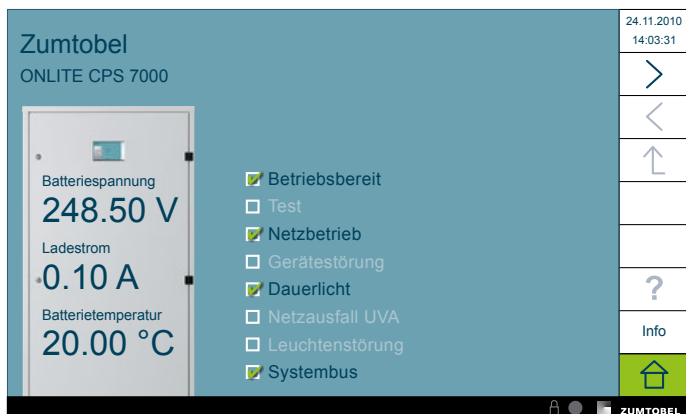 24.11.2010
14:03:31
Zumtobel
ONLITE CPS 7000
Batteriespannung
248.50 V
Ladestrom
0.10 A
Batterietemperatur
20.00 °C
Betriebsbereit
Test
Netzbetrieb
Gerätestörung
Dauerlicht
Netzausfall UVA
Leuchtenstörung
Systembus
?
Info
ZUMTOBEL